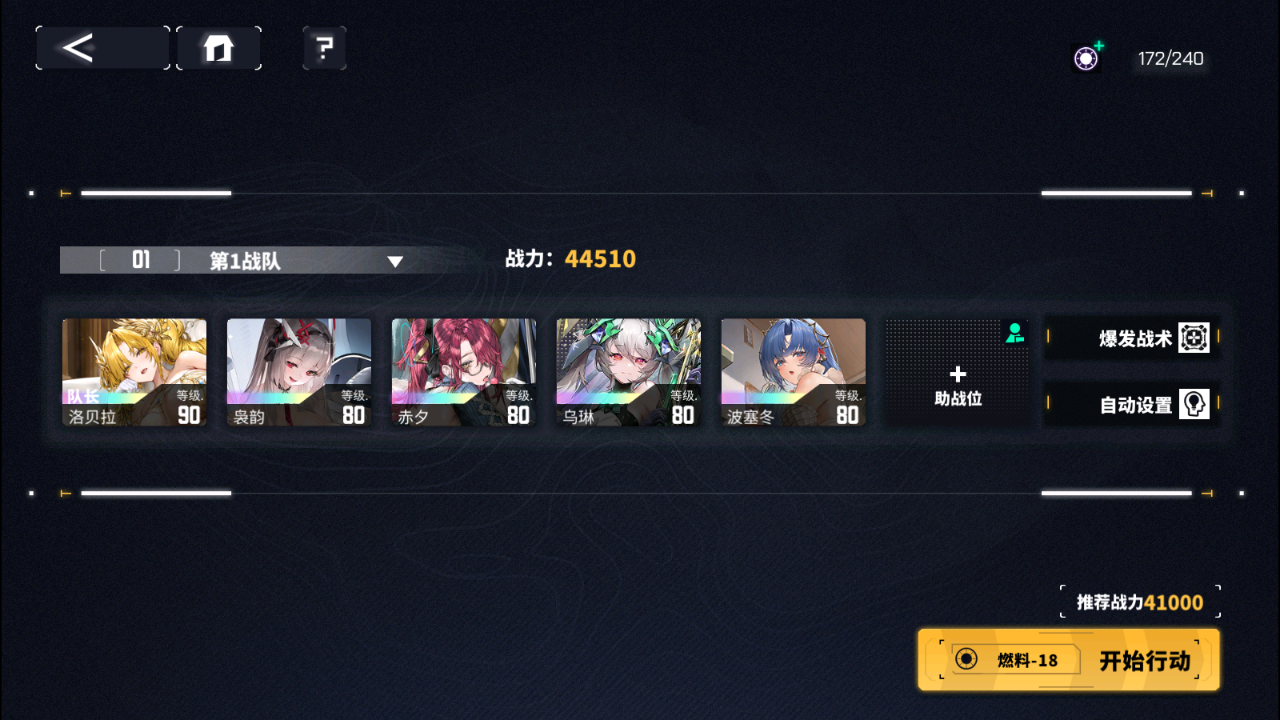 ?
172/240
01 第1战队
战力：44510
队长
洛贝拉
等级.
90
袅韵
等级.
80
赤夕
等级.
80
乌琳
等级.
80
波塞冬
等级.
80
助战位
爆发战术
自动设置
推荐战力41000
燃料-18
开始行动